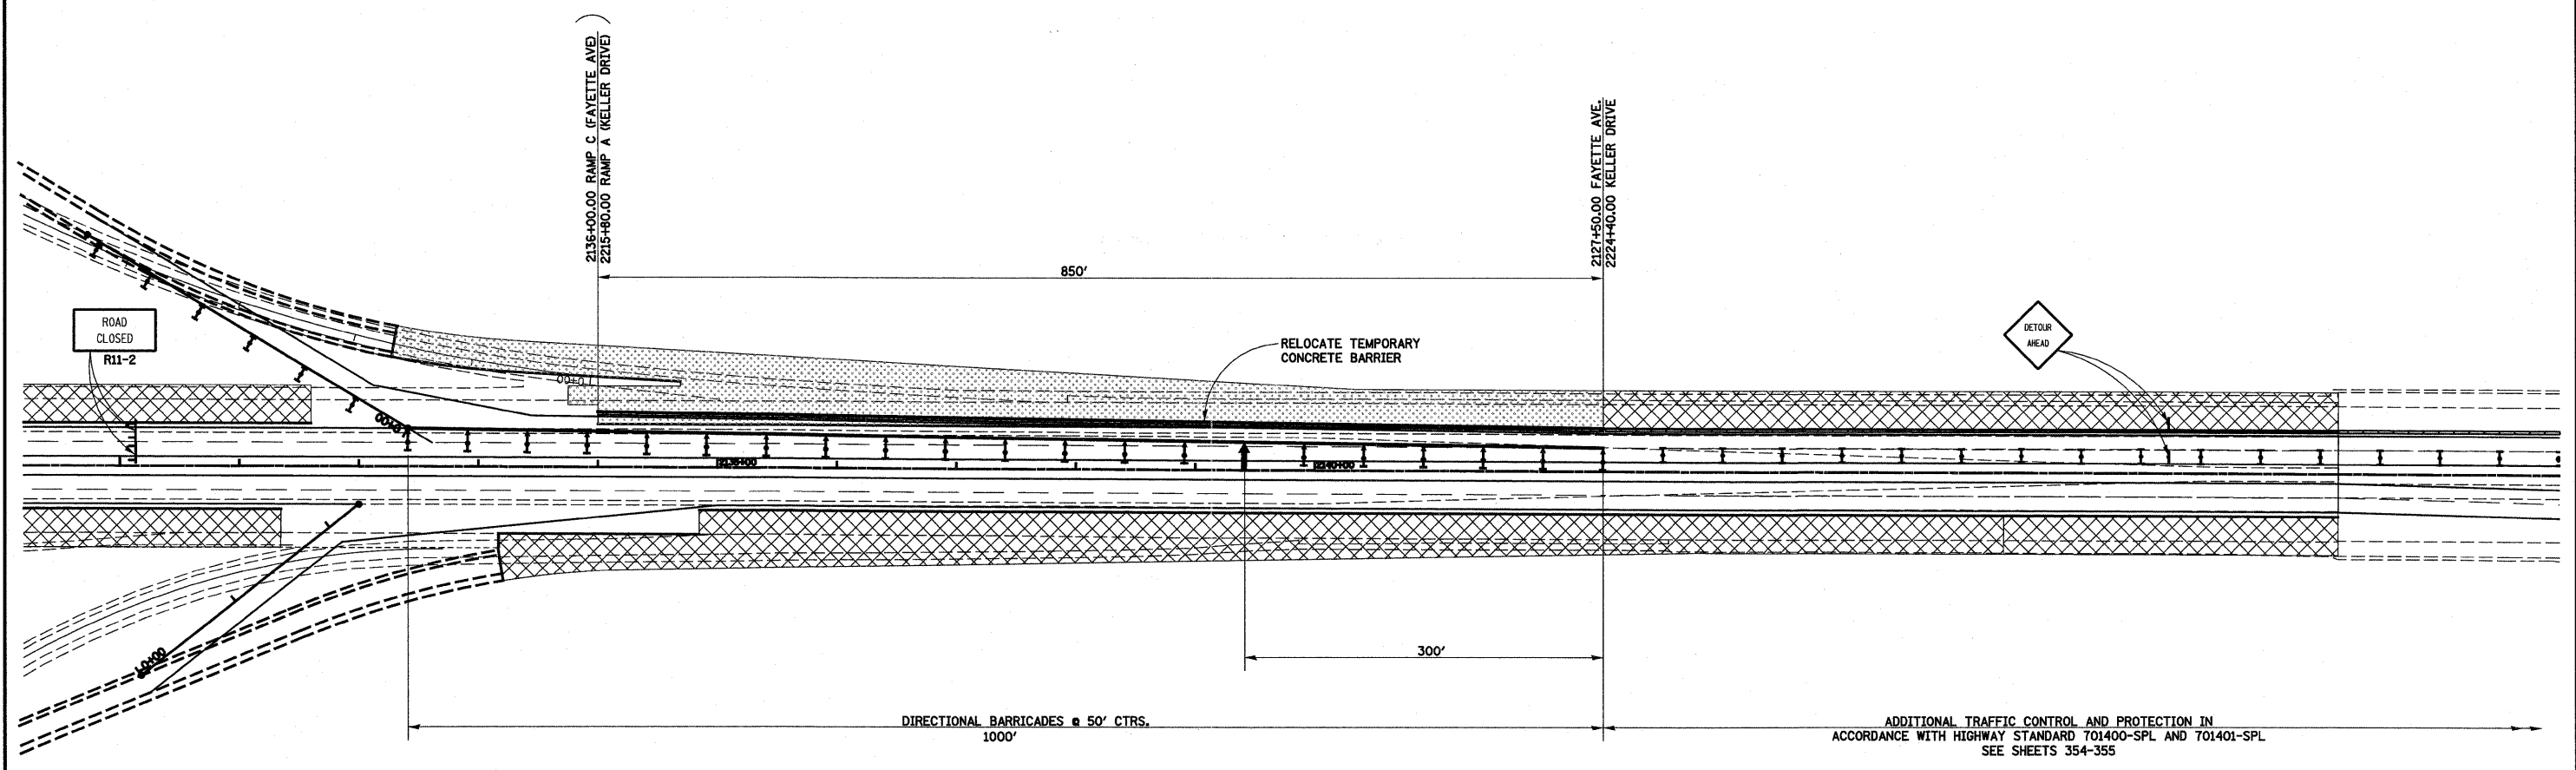 2136+00.00 RAMP C (FAYETTE AVE)
2215+80.00 RAMP A (KELLER DRIVE)
2127+50.00 FAYETTE AVE.
2224+40.00 KELLER DRIVE
850'
ROAD
CLOSED
R11-2
RELOCATE TEMPORARY
CONCRETE BARRIER
DETOUR
AHEAD
300'
DIRECTIONAL BARRICADES @ 50' CTRS.
1000'
ADDITIONAL TRAFFIC CONTROL AND PROTECTION IN
ACCORDANCE WITH HIGHWAY STANDARD 701400-SPL AND 701401-SPL
SEE SHEETS 354-355